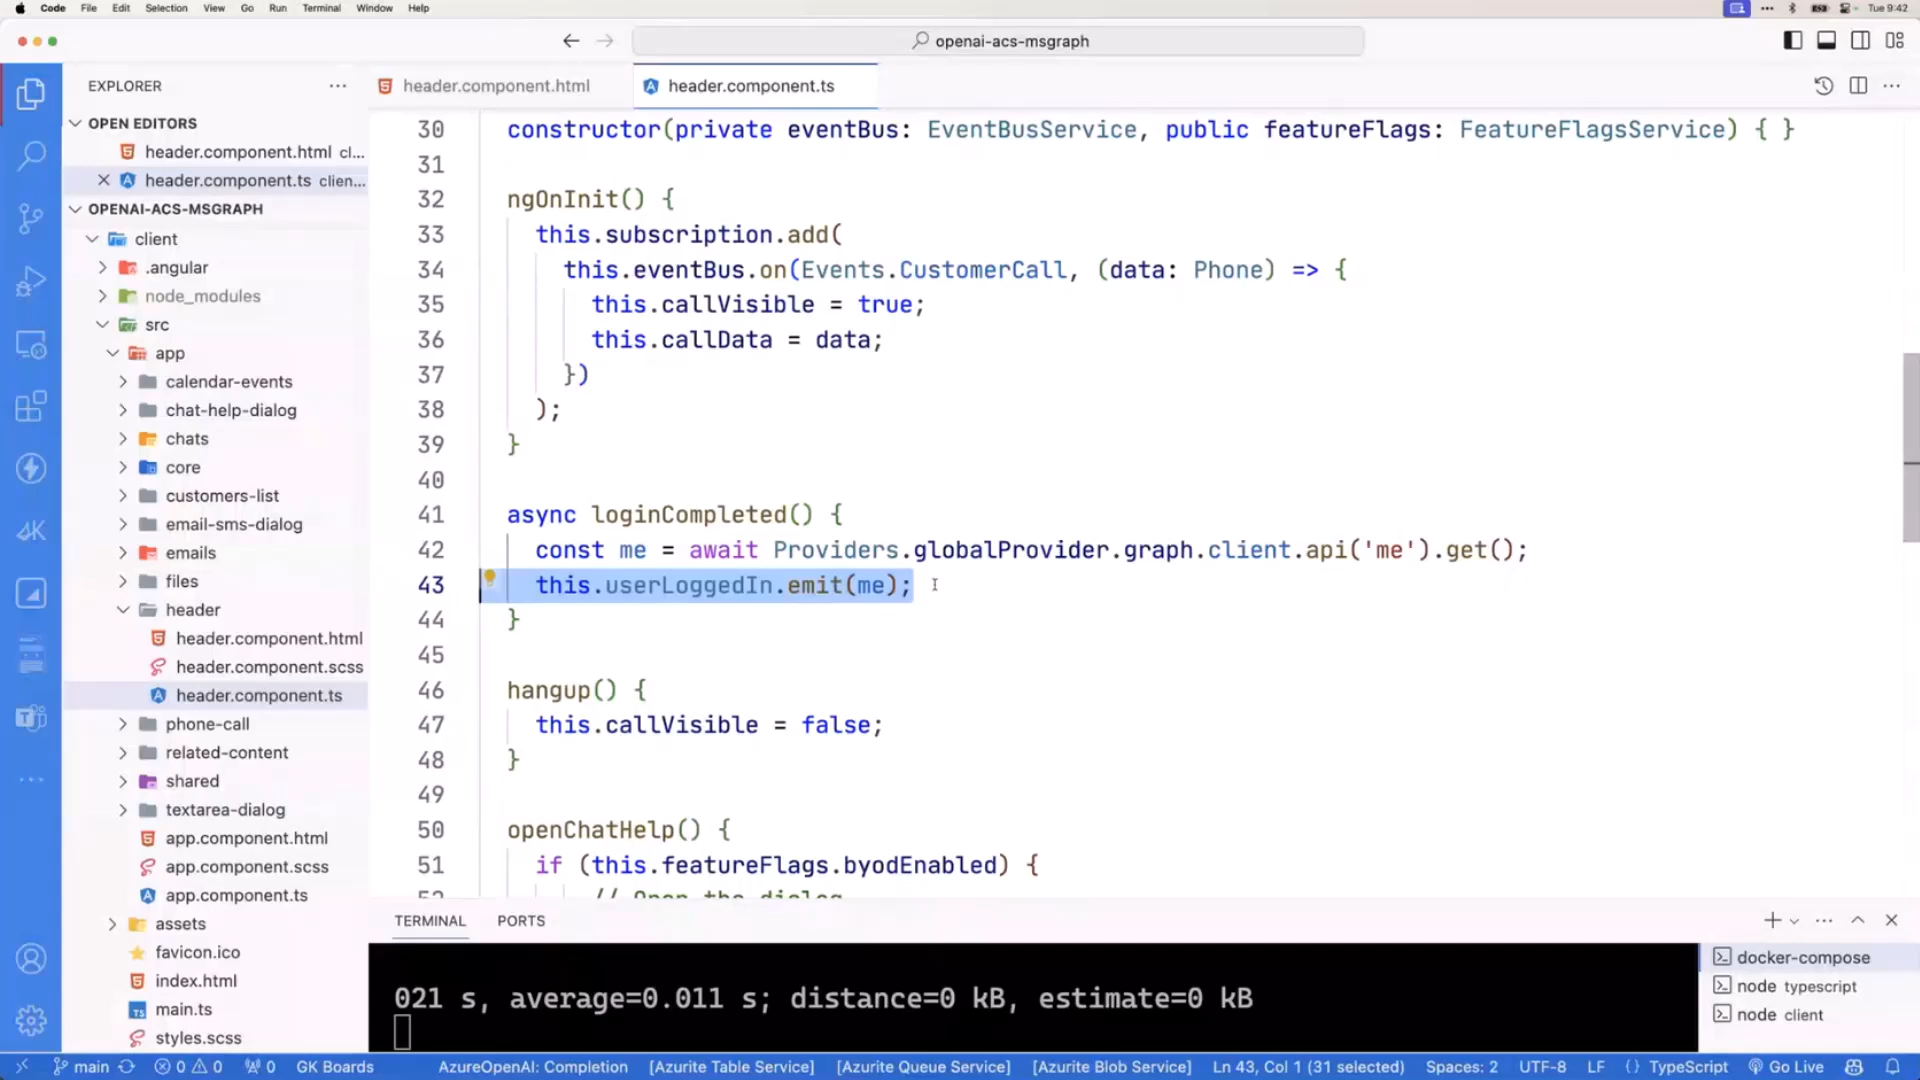 Code File Edit Selection View Go Run Terminal Window Help
Tue 9:42
openai-acs-msgraph
EXPLORER
header.component.html
header.component.ts
OPEN EDITORS
header.component.html cl...
header.component.ts clien...
OPENAI-ACS-MSGRAPH
client
.angular
node_modules
src
app
calendar-events
chat-help-dialog
chats
core
customers-list
email-sms-dialog
emails
files
header
header.component.html
header.component.scss
header.component.ts
phone-call
related-content
shared
textarea-dialog
app.component.html
app.component.scss
app.component.ts
assets
favicon.ico
index.html
main.ts
styles.scss
30 constructor(private eventBus: EventBusService, public featureFlags: FeatureFlagsService) { }
31
32 ngOnInit() {
33 this.subscription.add(
34 this.eventBus.on(Events.CustomerCall, (data: Phone) => {
35 this.callVisible = true;
36 this.callData = data;
37 })
38 );
39 }
40
41 async loginCompleted() {
42 const me = await Providers.globalProvider.graph.client.api('me').get();
43 this.userLoggedIn.emit(me);
44 }
45
46 hangup() {
47 this.callVisible = false;
48 }
49
50 openChatHelp() {
51 if (this.featureFlags.byodEnabled) {
52 // Open the dialog
TERMINAL PORTS
021 s, average=0.011 s; distance=0 kB, estimate=0 kB
docker-compose
node typescript
node client
main 0 0 0 GK Boards AzureOpenAI: Completion [Azurite Table Service] [Azurite Queue Service] [Azurite Blob Service] Ln 43, Col 1 (31 selected) Spaces: 2 UTF-8 LF {} TypeScript Go Live